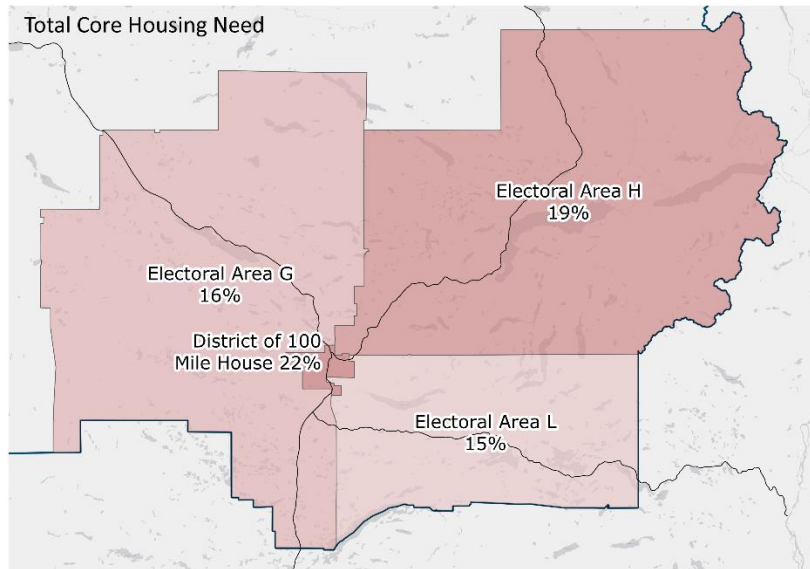 Total Core Housing Need
Electoral Area H
19%
Electoral Area G
16%
District of 100
Mile House 22%
Electoral Area L
15%